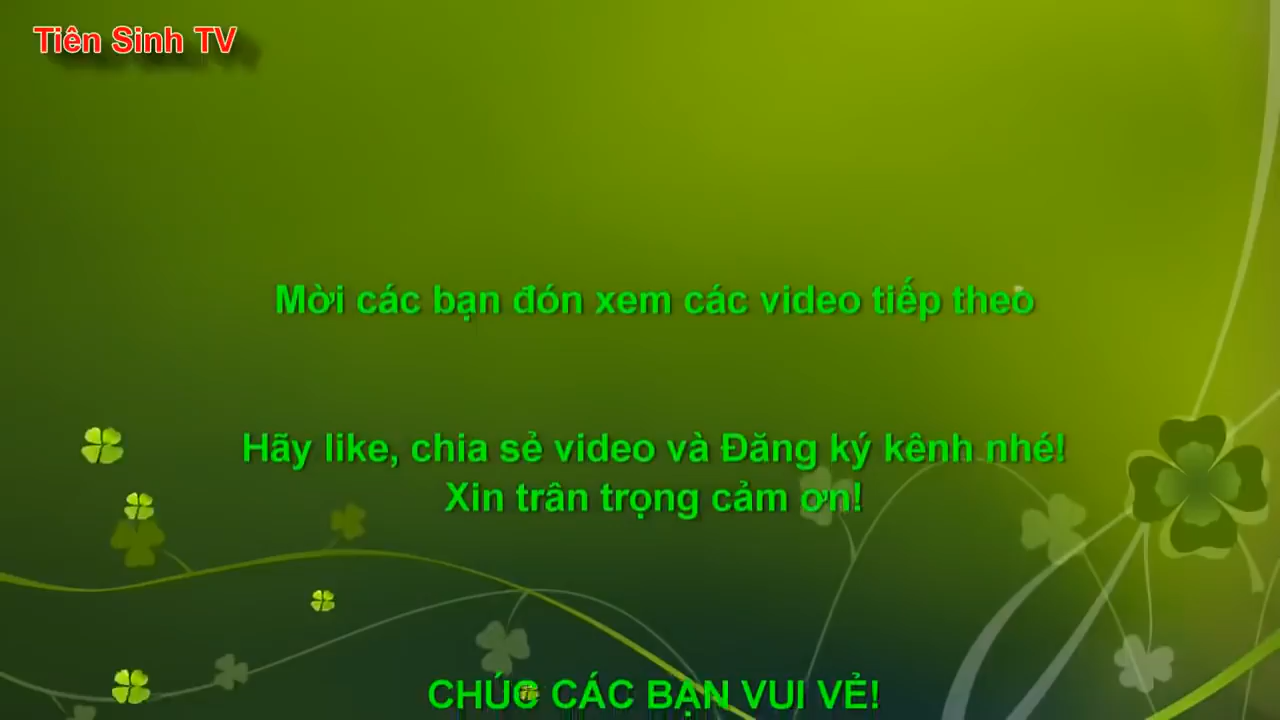 Tiên Sinh TV
Mời các bạn đón xem các video tiếp theo
Hãy like, chia sẻ video và Đăng ký kênh nhé!
Xin trân trọng cảm ơn!
CHÚC CÁC BẠN VUI VẺ!